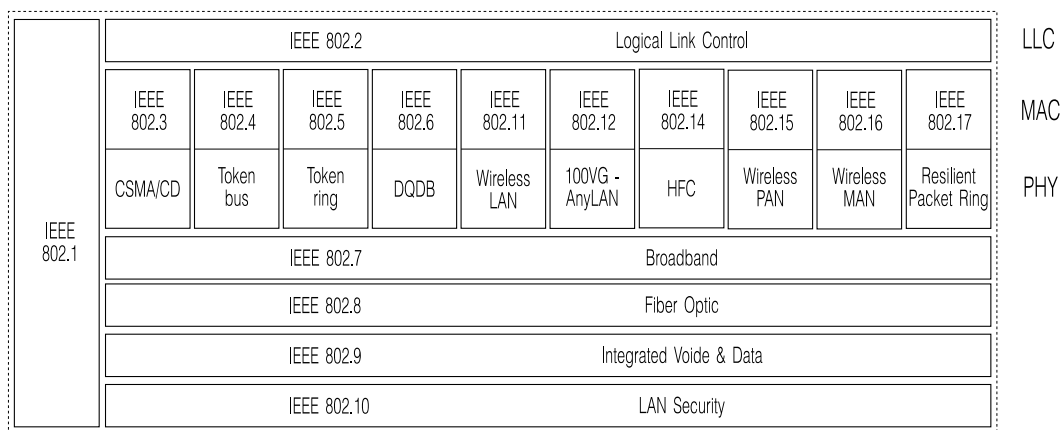 IEEE 802.2 Logical Link Control LLC
IEEE 802.3
IEEE 802.4
IEEE 802.5
IEEE 802.6
IEEE 802.11
IEEE 802.12
IEEE 802.14
IEEE 802.15
IEEE 802.16
IEEE 802.17
MAC
CSMA/CD
Token bus
Token ring
DQDB
Wireless LAN
100VG - AnyLAN
HFC
Wireless PAN
Wireless MAN
Resilient Packet Ring
PHY
IEEE 802.1
IEEE 802.7 Broadband
IEEE 802.8 Fiber Optic
IEEE 802.9 Integrated Voide & Data
IEEE 802.10 LAN Security